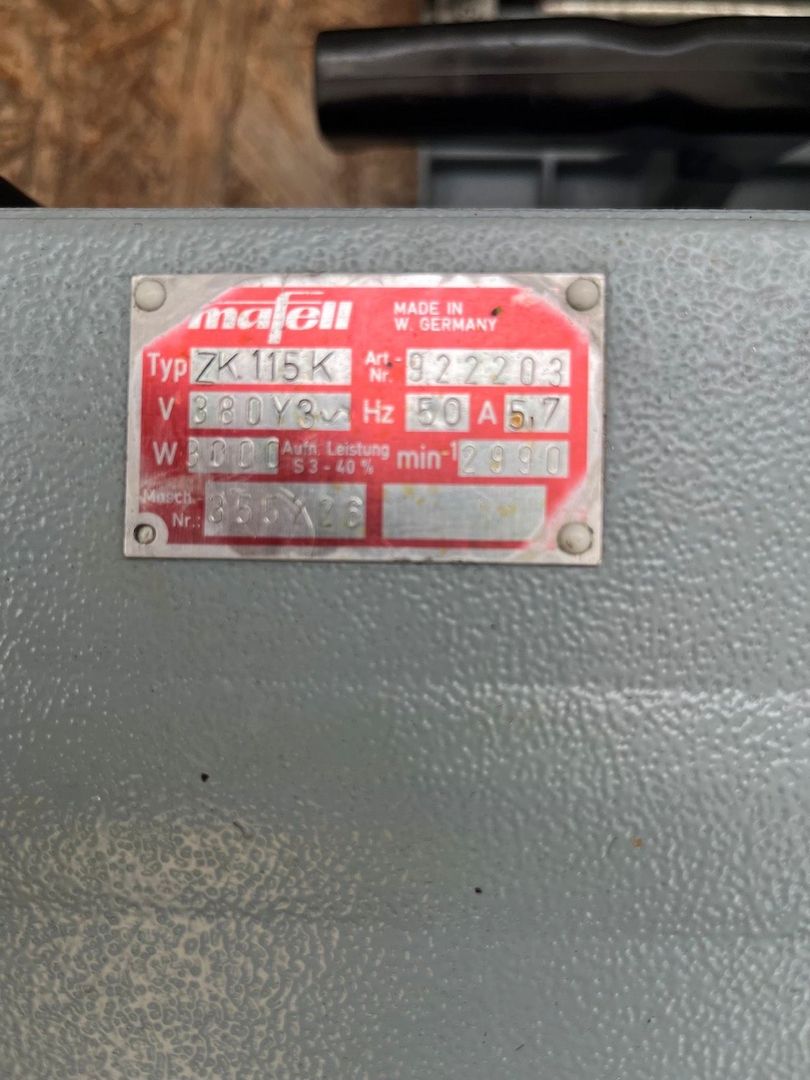 mafell MADE IN
W. GERMANY
Typ ZK 115 K Art.-Nr. 922203
V 380Y3~ Hz 50 A 5,7
W 3000 Aufn. Leistung S 3 - 40 % min-1 2990
Masch.-Nr.: